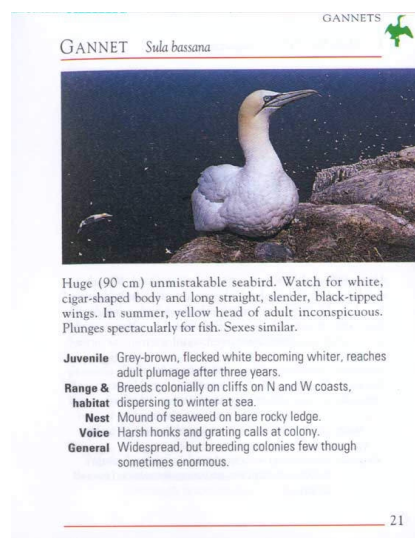 GANNETS
GANNET Sula bassana
Huge (90 cm) unmistakable seabird. Watch for white,
cigar-shaped body and long straight, slender, black-tipped
wings. In summer, yellow head of adult inconspicuous.
Plunges spectacularly for fish. Sexes similar.
Juvenile Grey-brown, flecked white becoming whiter, reaches
adult plumage after three years.
Range & Breeds colonially on cliffs on N and W coasts,
habitat dispersing to winter at sea.
Nest Mound of seaweed on bare rocky ledge.
Voice Harsh honks and grating calls at colony.
General Widespread, but breeding colonies few though
sometimes enormous.
21